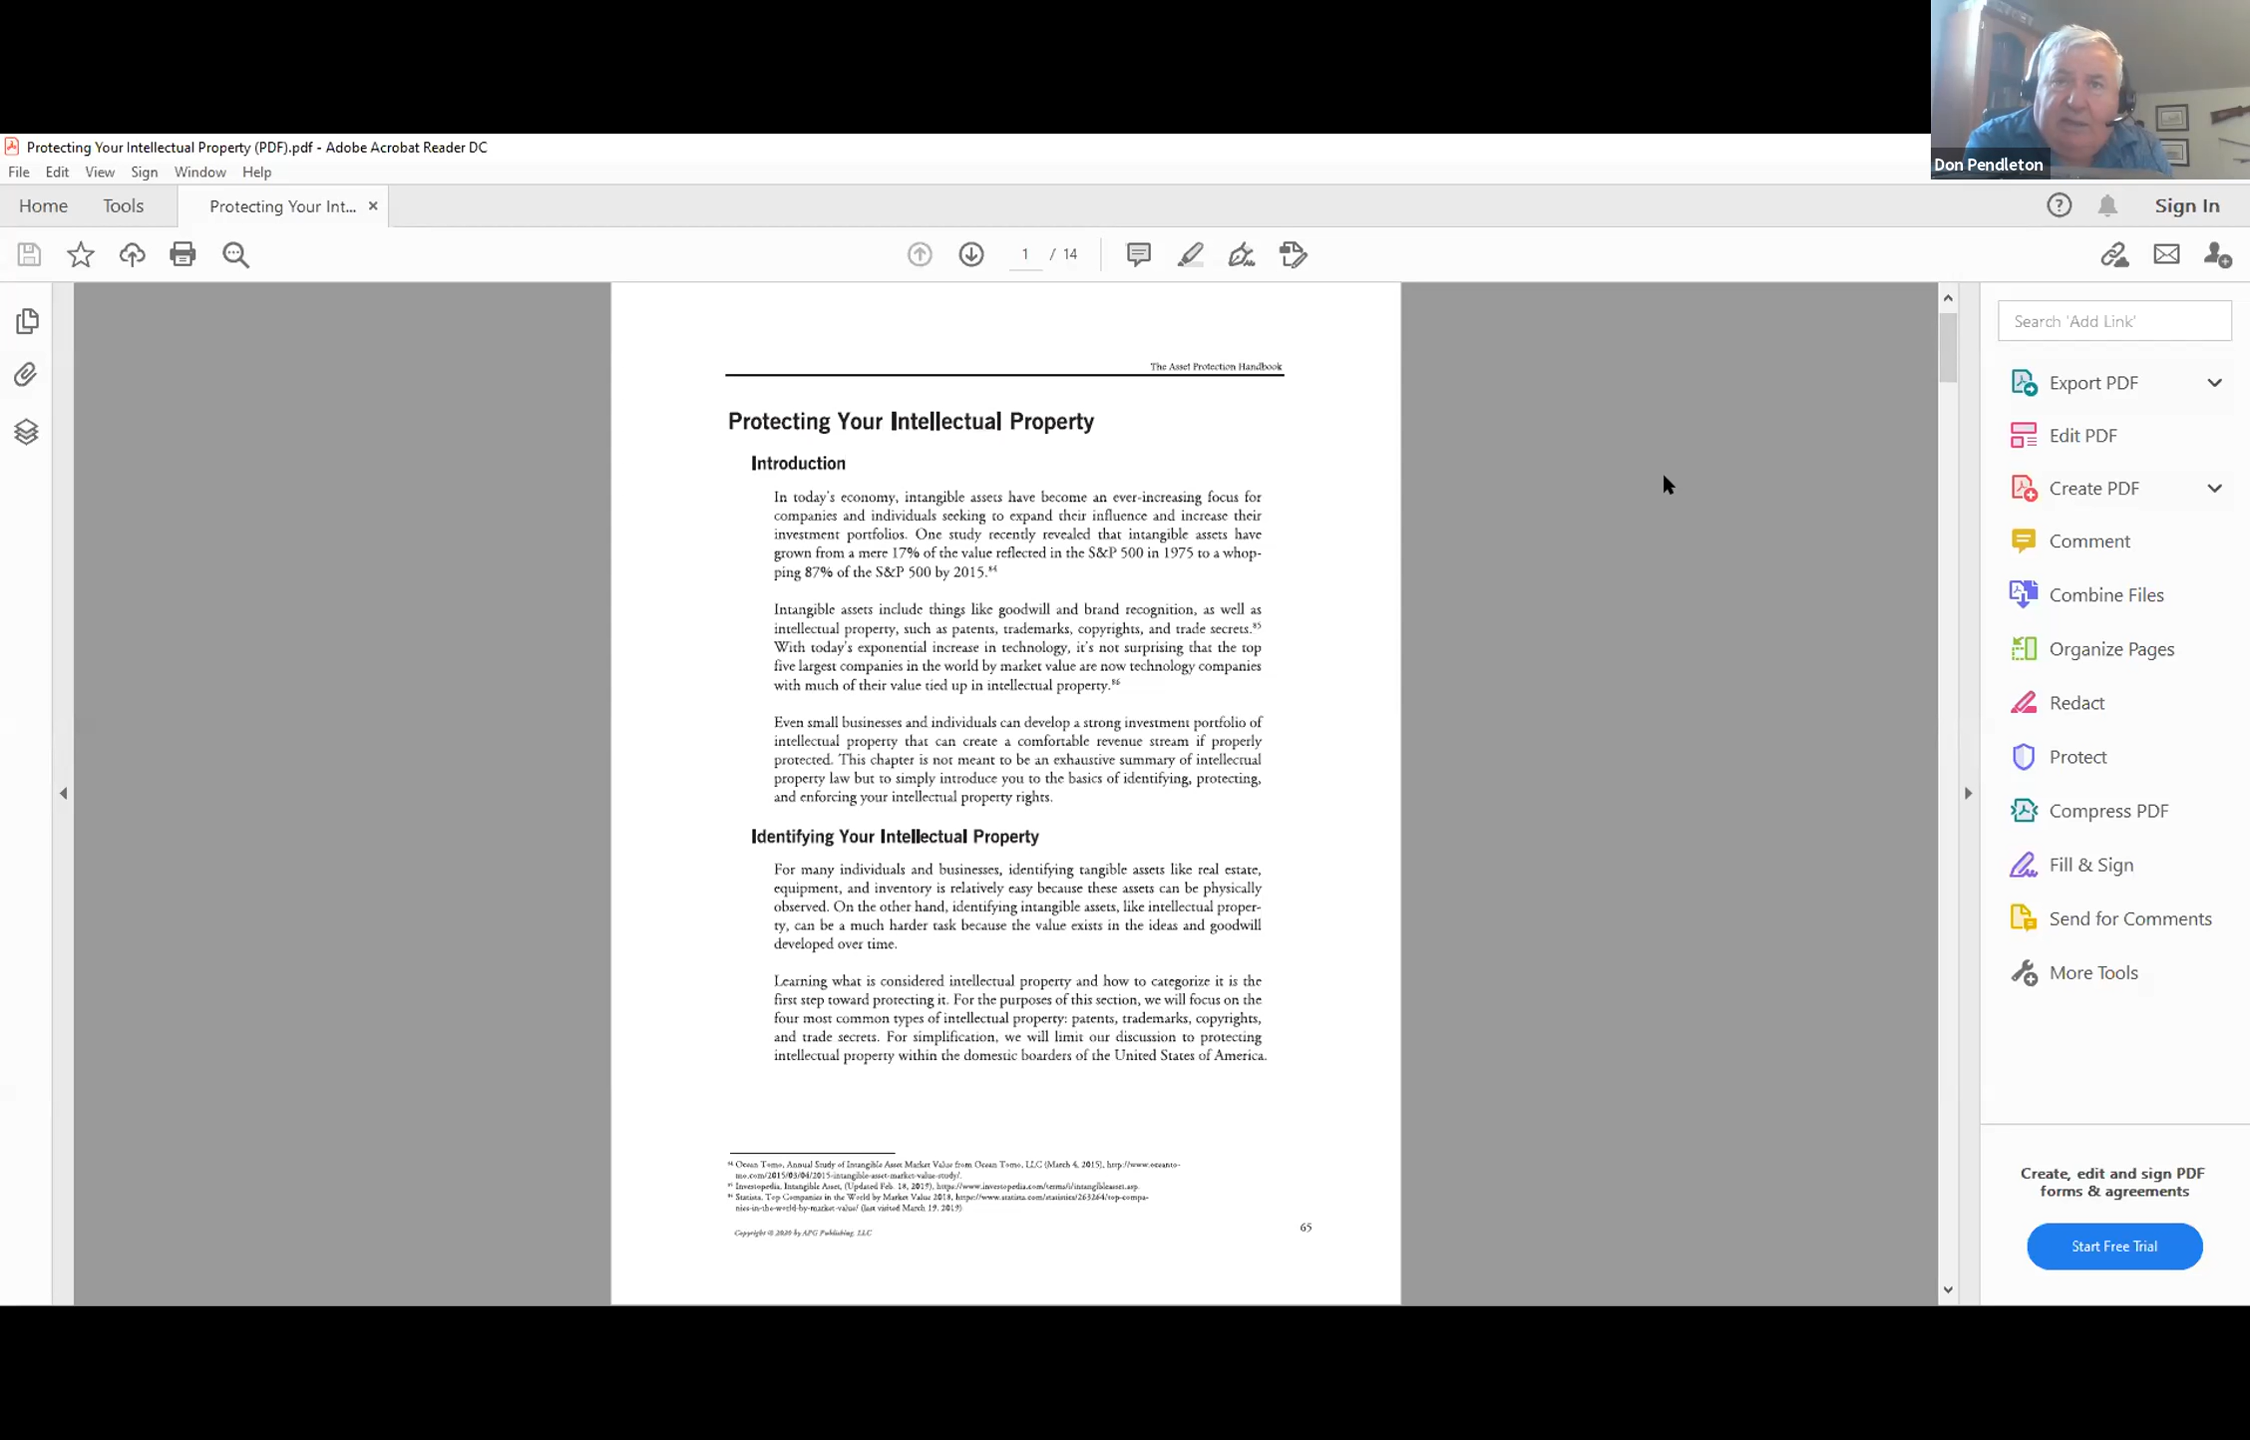 Don Pendleton
Protecting Your Intellectual Property (PDF).pdf - Adobe Acrobat Reader DC
File Edit View Sign Window Help
Home Tools Protecting Your Int... × Sign In
1 / 14
The Asset Protection Handbook
Protecting Your Intellectual Property
Introduction
In today's economy, intangible assets have become an ever-increasing focus for
companies and individuals seeking to expand their influence and increase their
investment portfolios. One study recently revealed that intangible assets have
grown from a mere 17% of the value reflected in the S&P 500 in 1975 to a whop-
ping 87% of the S&P 500 by 2015.⁸⁴
Intangible assets include things like goodwill and brand recognition, as well as
intellectual property, such as patents, trademarks, copyrights, and trade secrets.⁸⁵
With today's exponential increase in technology, it's not surprising that the top
five largest companies in the world by market value are now technology companies
with much of their value tied up in intellectual property.⁸⁶
Even small businesses and individuals can develop a strong investment portfolio of
intellectual property that can create a comfortable revenue stream if properly
protected. This chapter is not meant to be an exhaustive summary of intellectual
property law but to simply introduce you to the basics of identifying, protecting,
and enforcing your intellectual property rights.
Identifying Your Intellectual Property
For many individuals and businesses, identifying tangible assets like real estate,
equipment, and inventory is relatively easy because these assets can be physically
observed. On the other hand, identifying intangible assets, like intellectual proper-
ty, can be a much harder task because the value exists in the ideas and goodwill
developed over time.
Learning what is considered intellectual property and how to categorize it is the
first step toward protecting it. For the purposes of this section, we will focus on the
four most common types of intellectual property: patents, trademarks, copyrights,
and trade secrets. For simplification, we will limit our discussion to protecting
intellectual property within the domestic boarders of the United States of America.
⁸⁴ Ocean Tomo, Annual Study of Intangible Asset Market Value from Ocean Tomo, LLC (March 4, 2015), http://www.oceanto-
mo.com/2015/03/04/2015-intangible-asset-market-value-study/.
⁸⁵ Investopedia, Intangible Asset, (Updated Feb. 18, 2019), https://www.investopedia.com/terms/i/intangibleasset.asp.
⁸⁶ Statista, Top Companies in the World by Market Value 2018, https://www.statista.com/statistics/263264/top-compa-
nies-in-the-world-by-market-value/ (last visited March 19, 2019)
Copyright © 2020 by APG Publishing, LLC
65
Search 'Add Link'
Export PDF
Edit PDF
Create PDF
Comment
Combine Files
Organize Pages
Redact
Protect
Compress PDF
Fill & Sign
Send for Comments
More Tools
Create, edit and sign PDF
forms & agreements
Start Free Trial